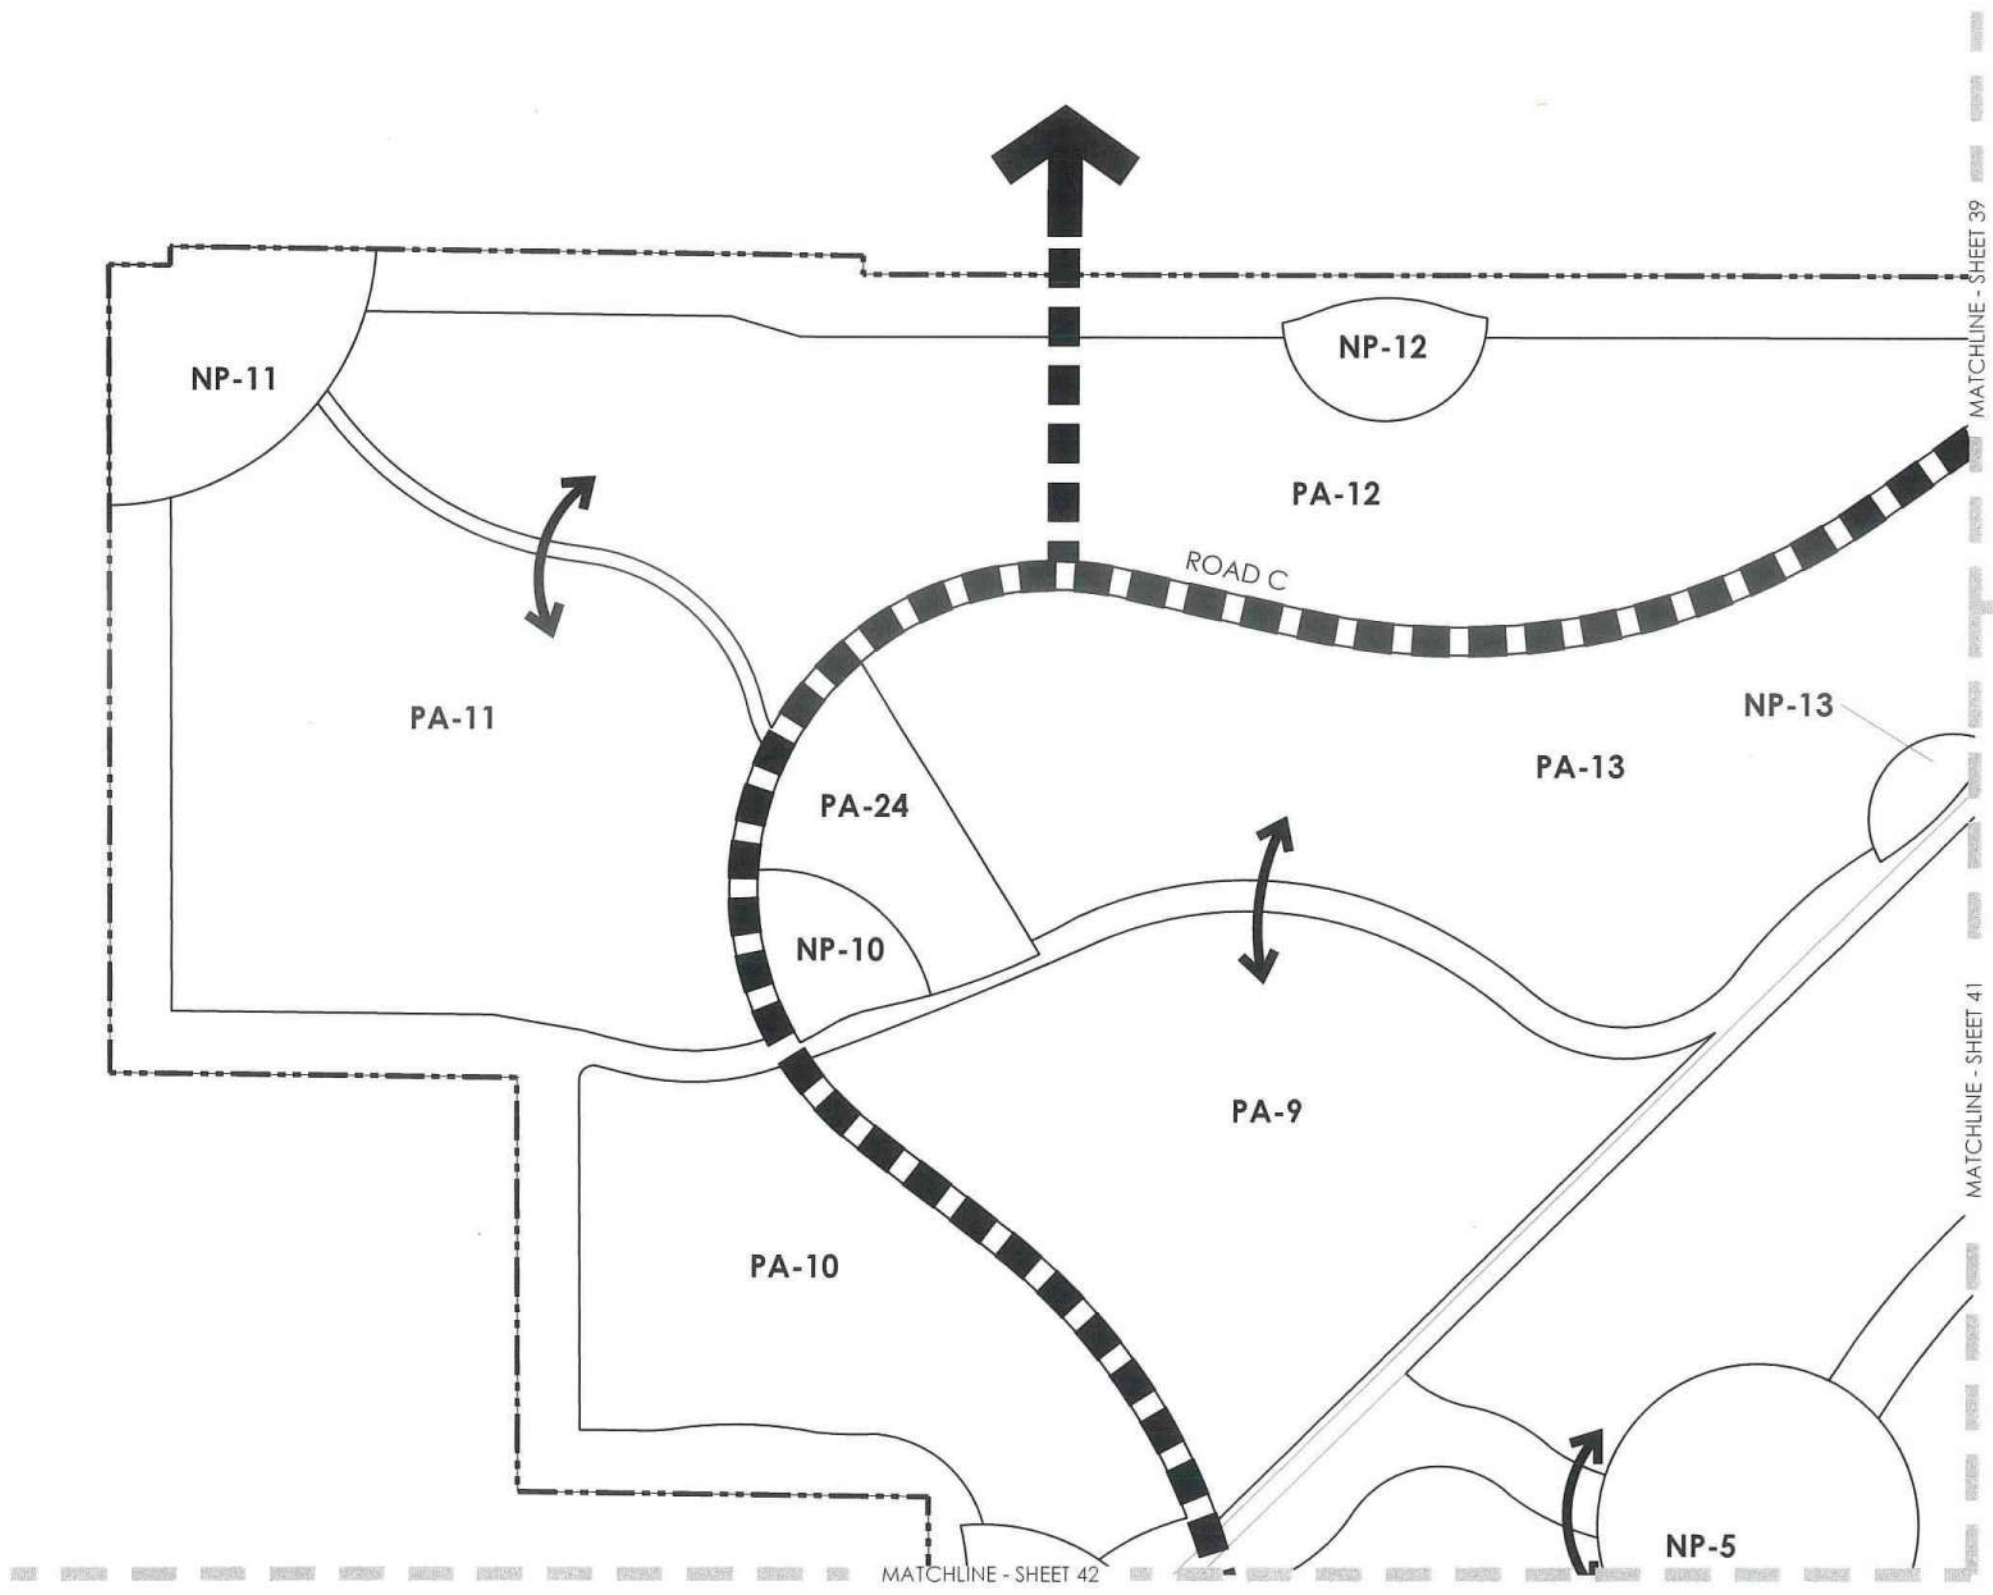 MATCHLINE - SHEET 39
NP-11
NP-12
PA-12
ROAD C
NP-13
PA-11
PA-13
PA-24
NP-10
MATCHLINE - SHEET 41
PA-9
PA-10
NP-5
MATCHLINE - SHEET 42